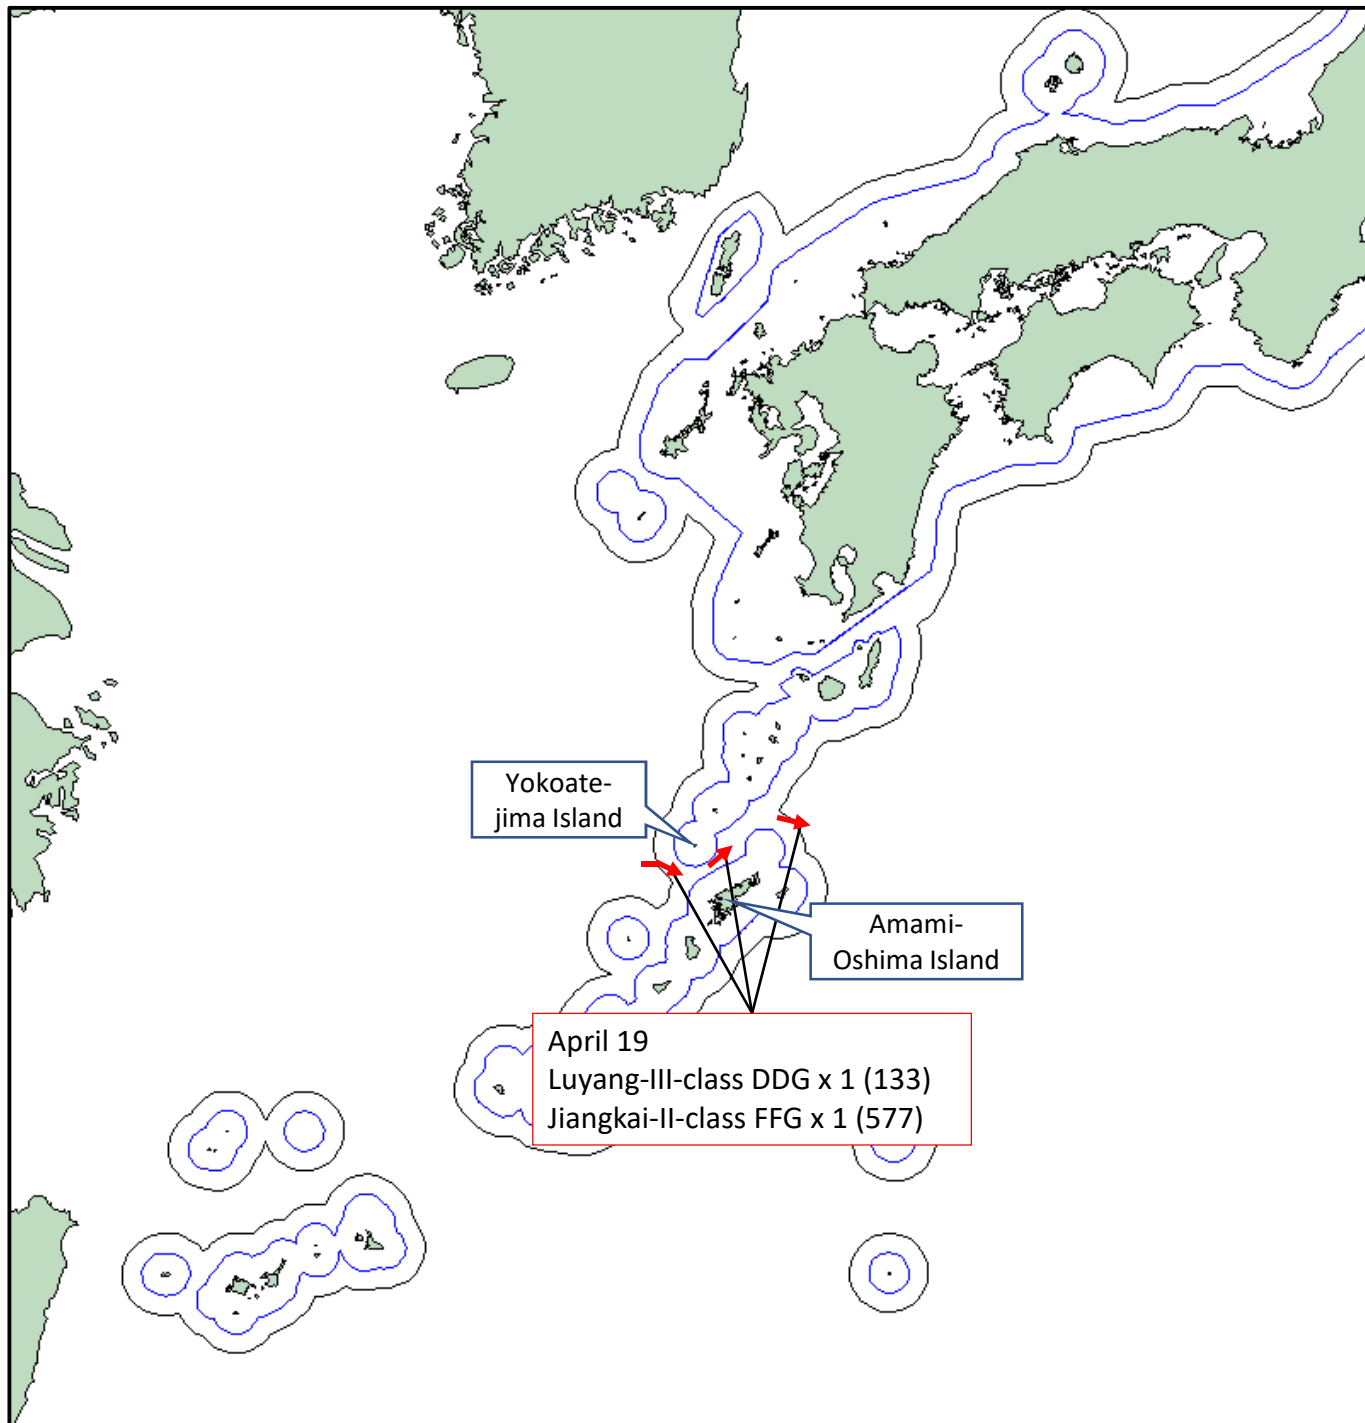 Yokoate-
jima Island
Amami-
Oshima Island
April 19
Luyang-III-class DDG x 1 (133)
Jiangkai-II-class FFG x 1 (577)